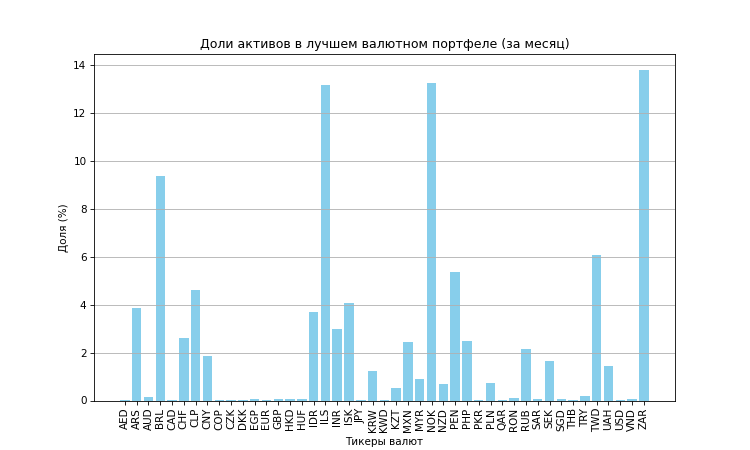 Доли активов в лучшем валютном портфеле (за месяц)
14
12
10
8
6
4
2
0
Доля (%)
AED
ARS
AUD
BRL
CAD
CHF
CLP
CNY
COP
CZK
DKK
EGP
EUR
GBP
HKD
HUF
IDR
ILS
INR
ISK
JPY
KRW
KWD
KZT
MXN
MYR
NOK
NZD
PEN
PHP
PKR
PLN
QAR
RON
RUB
SAR
SEK
SGD
THB
TRY
TWD
UAH
USD
VND
ZAR
Тикеры валют